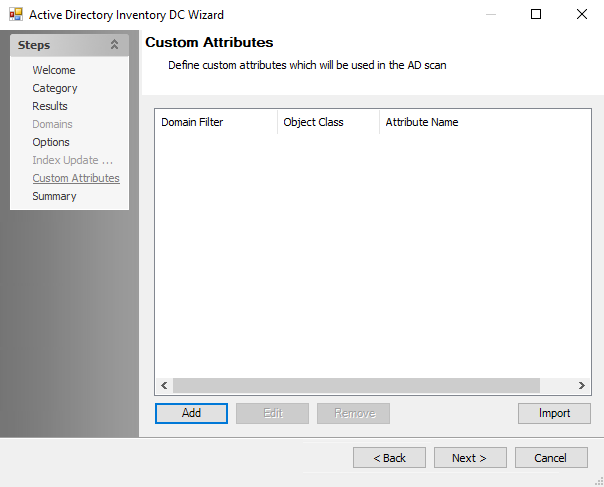 Active Directory Inventory DC Wizard
Steps
Welcome
Category
Results
Domains
Options
Index Update ...
Custom Attributes
Summary
Custom Attributes
Define custom attributes which will be used in the AD scan
Domain Filter Object Class Attribute Name
Add Edit Remove Import
< Back Next > Cancel